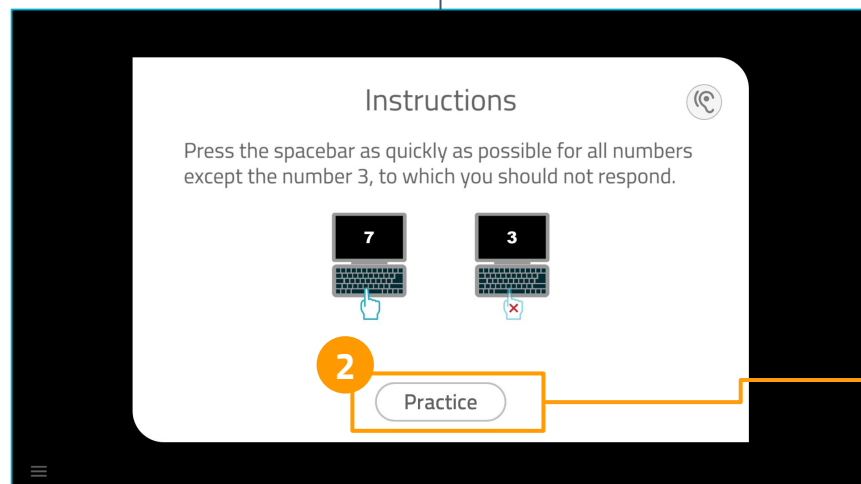 Instructions
Press the spacebar as quickly as possible for all numbers
except the number 3, to which you should not respond.
7
3
2
Practice